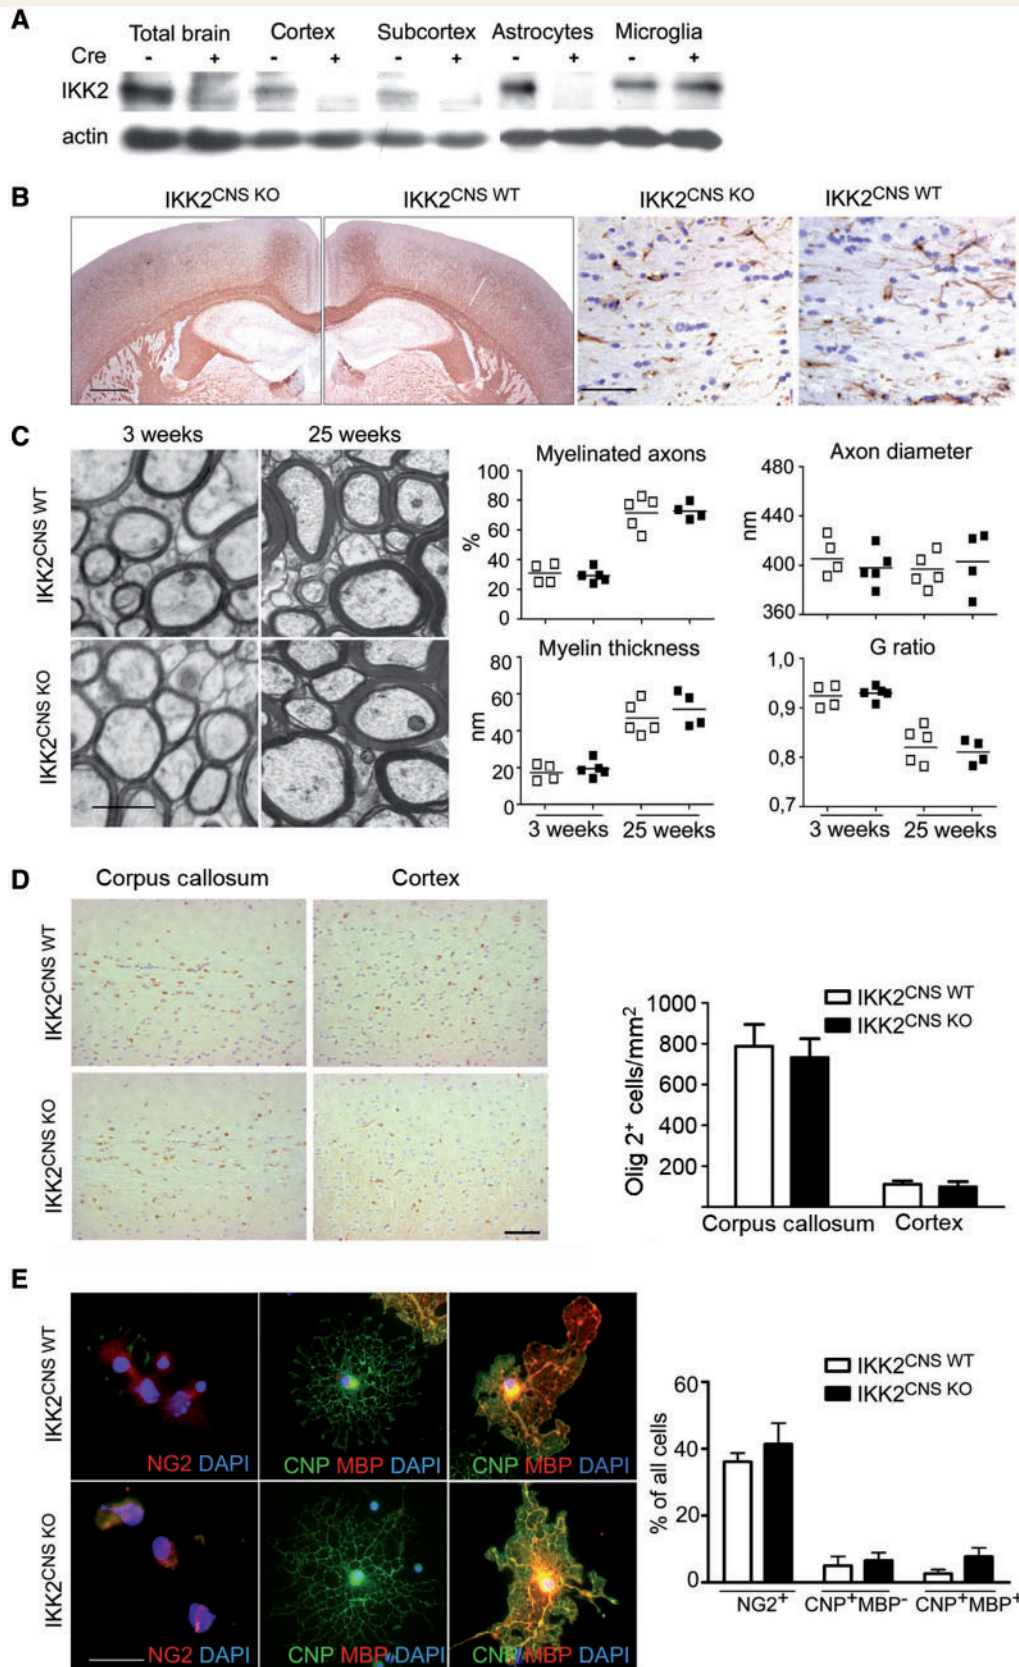 A
Total brain Cortex Subcortex Astrocytes Microglia
Cre - + - + - + - + - +
IKK2
actin
B
IKK2CNS KO IKK2CNS WT IKK2CNS KO IKK2CNS WT
C
3 weeks 25 weeks
IKK2CNS WT
IKK2CNS KO
Myelinated axons
%
100
80
60
40
20
0
Axon diameter
nm
480
440
400
360
Myelin thickness
nm
80
60
40
20
0
3 weeks 25 weeks
G ratio
1,0
0,9
0,8
0,7
3 weeks 25 weeks
D
Corpus callosum Cortex
IKK2CNS WT
IKK2CNS KO
Olig 2+ cells/mm2
1000
800
600
400
200
IKK2CNS WT
IKK2CNS KO
Corpus callosum Cortex
E
IKK2CNS WT
NG2 DAPI CNP MBP DAPI CNP MBP DAPI
IKK2CNS KO
NG2 DAPI CNP MBP DAPI CNP MBP DAPI
% of all cells
60
40
20
0
IKK2CNS WT
IKK2CNS KO
NG2+ CNP+MBP- CNP+MBP+